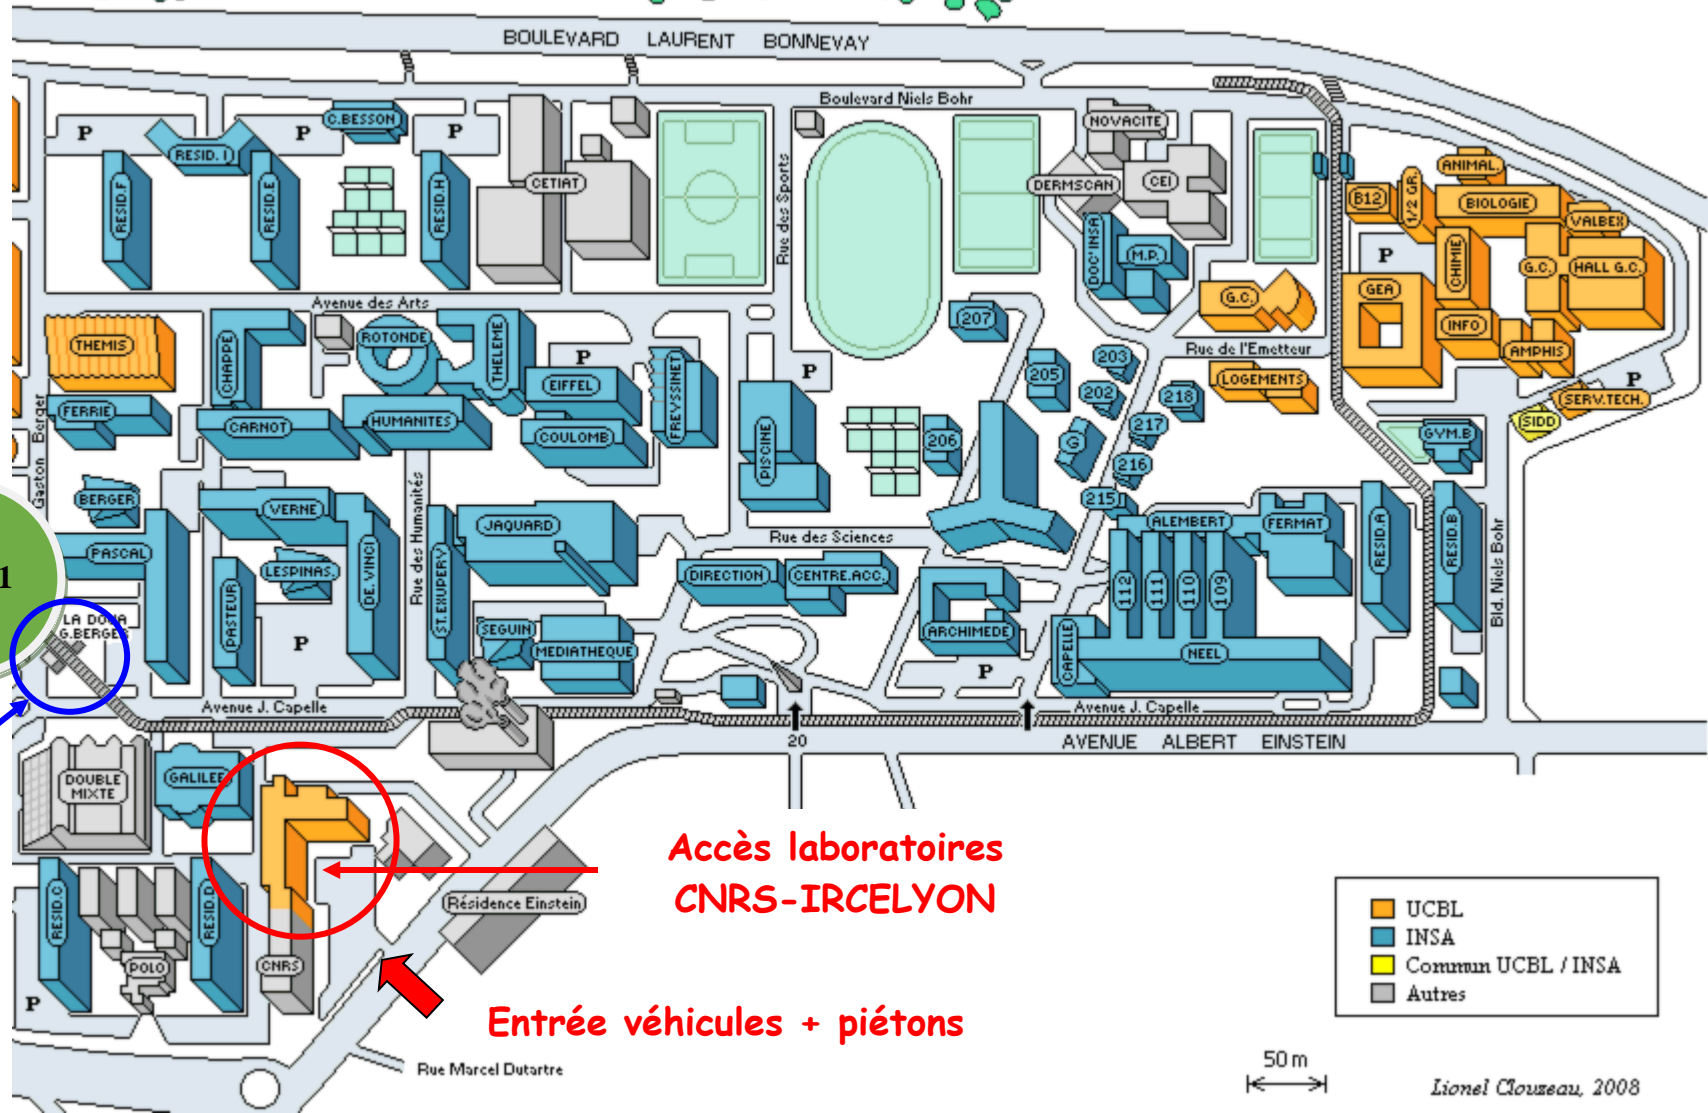 BOULEVARD LAURENT BONNEVAY
Boulevard Niels Bohr
P
P
P
C.BESSON
RESID. I
RESID.F
RESID.E
RESID.H
CETIAT
Rue des Sports
NOVACITE
DERMSCAN
CEI
DOC'INSA
M.P.
B12
1/2 GR.
ANIMAL.
BIOLOGIE
VALBEX
P
CHIMIE
G.C.
HALL G.C.
GEA
INFO
AMPHIS
G.C.
Avenue des Arts
THEMIS
CHAPPE
ROTONDE
THELEME
P
EIFFEL
FREYSSINET
P
207
205
203
202
Rue de l'Emetteur
LOGEMENTS
P
SERV.TECH.
SIDD
GYM.B
218
217
216
215
G
206
PISCINE
FERRIE
CARNOT
HUMANITES
COULOMB
Gaston Berger
BERGER
VERNE
Rue des Humanités
JAQUARD
PASCAL
LESPINAS.
DE.VINCI
PASTEUR
P
ST.EXUPERY
SEGUIN
MEDIATHEQUE
Rue des Sciences
DIRECTION
CENTRE.ACC.
ARCHIMEDE
P
CAPELLE
ALEMBERT
FERMAT
112
111
110
109
NEEL
RESID.A
RESID.B
Bld. Niels Bohr
1
LA DOUA
G.BERGER
Avenue J. Capelle
Avenue J. Capelle
20
AVENUE ALBERT EINSTEIN
DOUBLE
MIXTE
GALILEE
RESID.C
RESID.D
POLO
CNRS
P
Résidence Einstein
Accès laboratoires
CNRS-IRCELYON
Entrée véhicules + piétons
Rue Marcel Dutartre
UCBL
INSA
Commun UCBL / INSA
Autres
50 m
Lionel Clouzeau, 2008